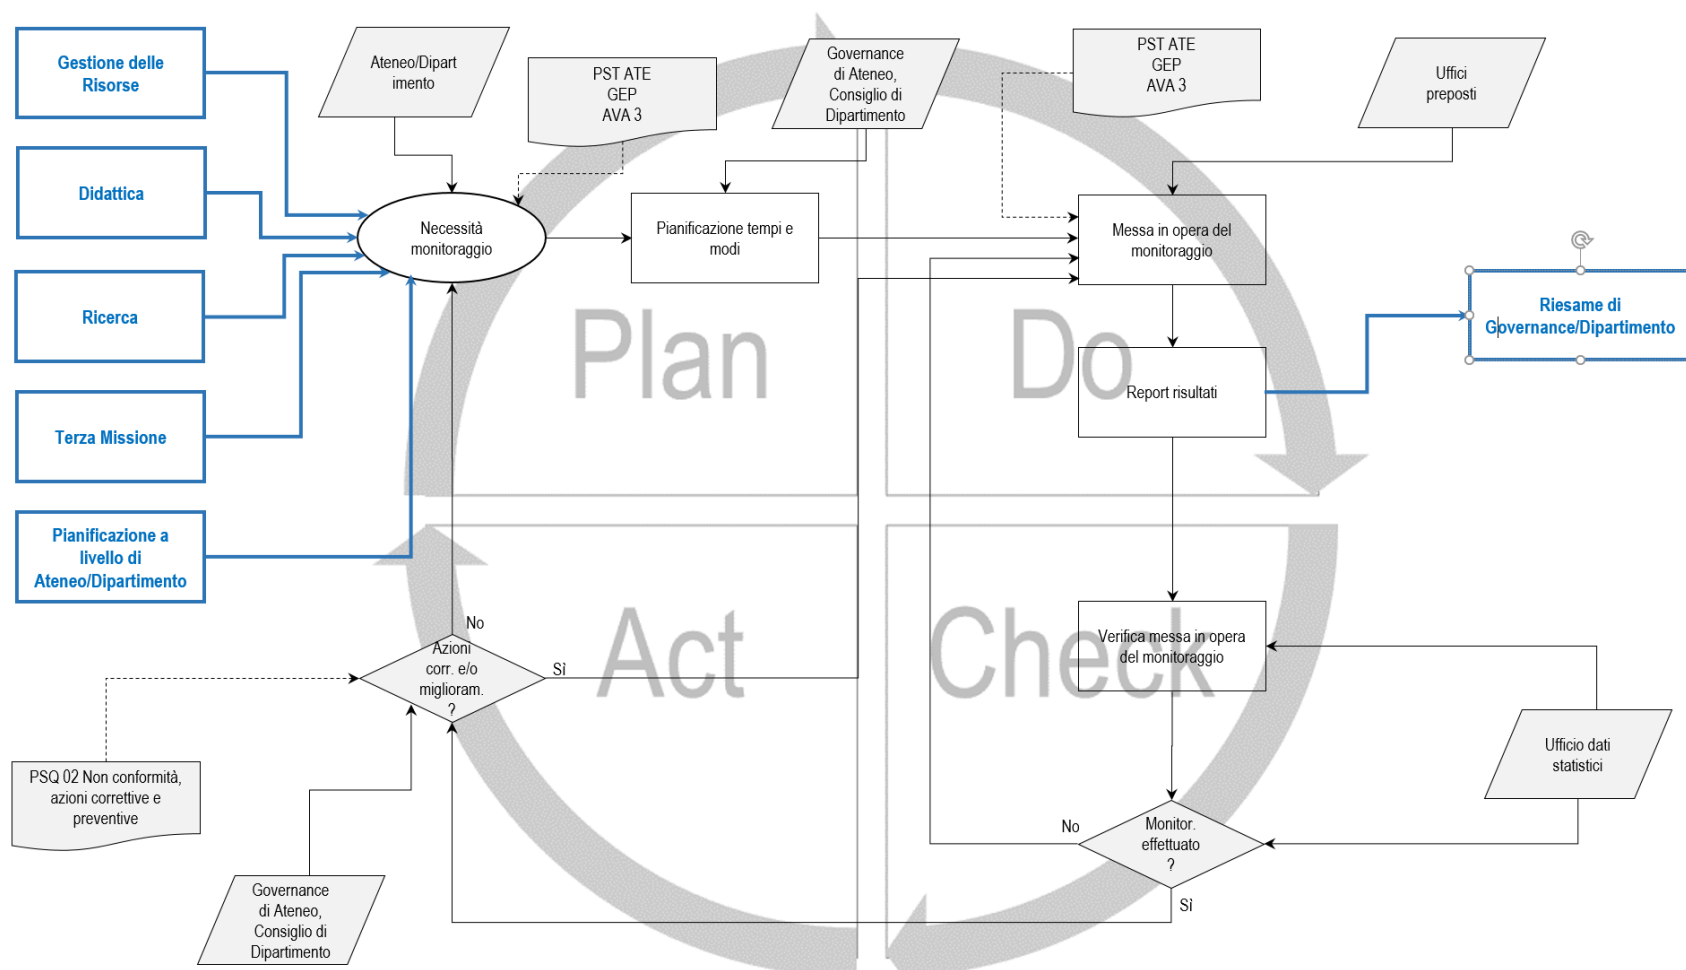 Gestione delle
Risorse
Ateneo/Dipart
imento
PST ATE
GEP
AVA 3
Governance
di Ateneo,
Consiglio di
Dipartimento
PST ATE
GEP
AVA 3
Uffici
preposti
Didattica
Necessità
monitoraggio
Pianificazione tempi e
modi
Messa in opera del
monitoraggio
Ricerca
Riesame di
Governance/Dipartimento
Plan
Do
Report risultati
Terza Missione
Pianificazione a
livello di
Ateneo/Dipartimento
No
Azioni
corr. e/o
miglioram.
?
Sì
Act
Check
Verifica messa in opera
del monitoraggio
PSQ 02 Non conformità,
azioni correttive e
preventive
Ufficio dati
statistici
No
Monitor.
effettuato
?
Sì
Governance
di Ateneo,
Consiglio di
Dipartimento